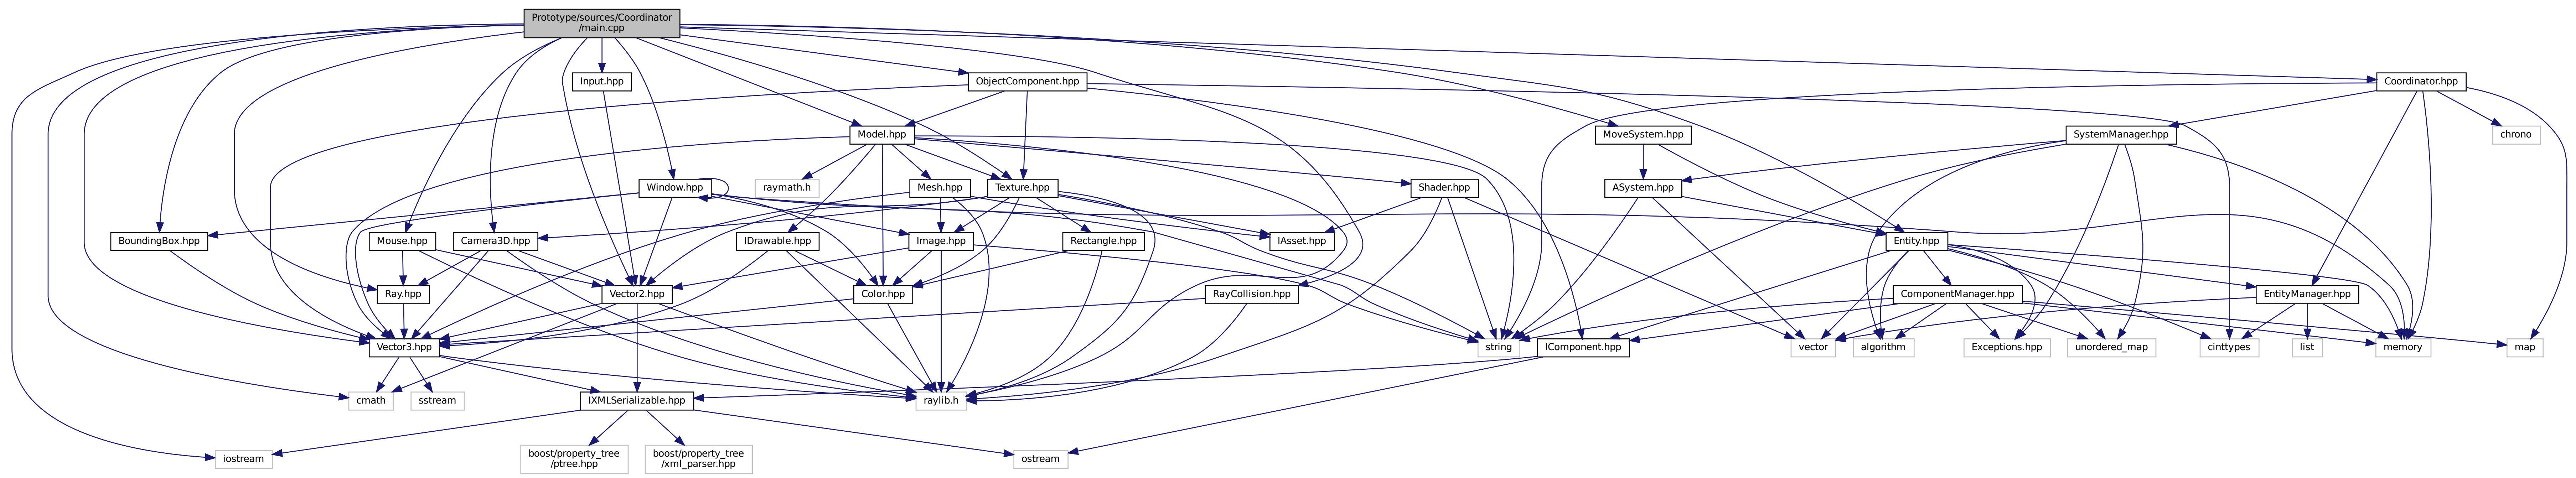 Prototype/sources/Coordinator
/main.cpp
Input.hpp
ObjectComponent.hpp
Coordinator.hpp
Model.hpp
MoveSystem.hpp
SystemManager.hpp
chrono
Window.hpp
raymath.h
Mesh.hpp
Texture.hpp
Shader.hpp
ASystem.hpp
BoundingBox.hpp
Mouse.hpp
Camera3D.hpp
IDrawable.hpp
Image.hpp
Rectangle.hpp
IAsset.hpp
Entity.hpp
Ray.hpp
Vector2.hpp
Color.hpp
RayCollision.hpp
ComponentManager.hpp
EntityManager.hpp
Vector3.hpp
string
IComponent.hpp
vector
algorithm
Exceptions.hpp
unordered_map
cinttypes
list
memory
map
cmath
sstream
IXMLSerializable.hpp
raylib.h
iostream
boost/property_tree
/ptree.hpp
boost/property_tree
/xml_parser.hpp
ostream